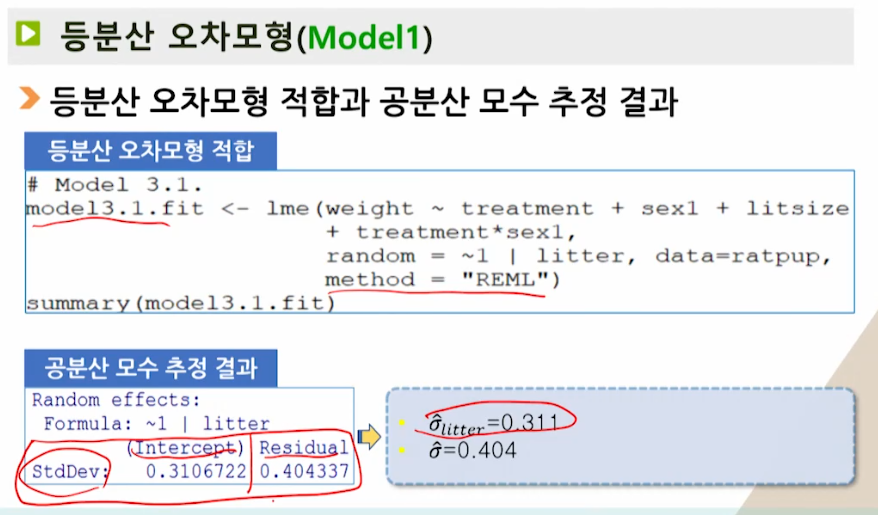 등분산 오차모형(Model1)
등분산 오차모형 적합과 공분산 모수 추정 결과
등분산 오차모형 적합
# Model 3.1.
model3.1.fit <- lme(weight ~ treatment + sex1 + litsize
+ treatment*sex1,
random = ~1 | litter, data=ratpup,
method = "REML")
summary(model3.1.fit)
공분산 모수 추정 결과
Random effects:
Formula: ~1 | litter
(Intercept) Residual
StdDev: 0.3106722 0.404337
σ̂litter=0.311
σ̂=0.404